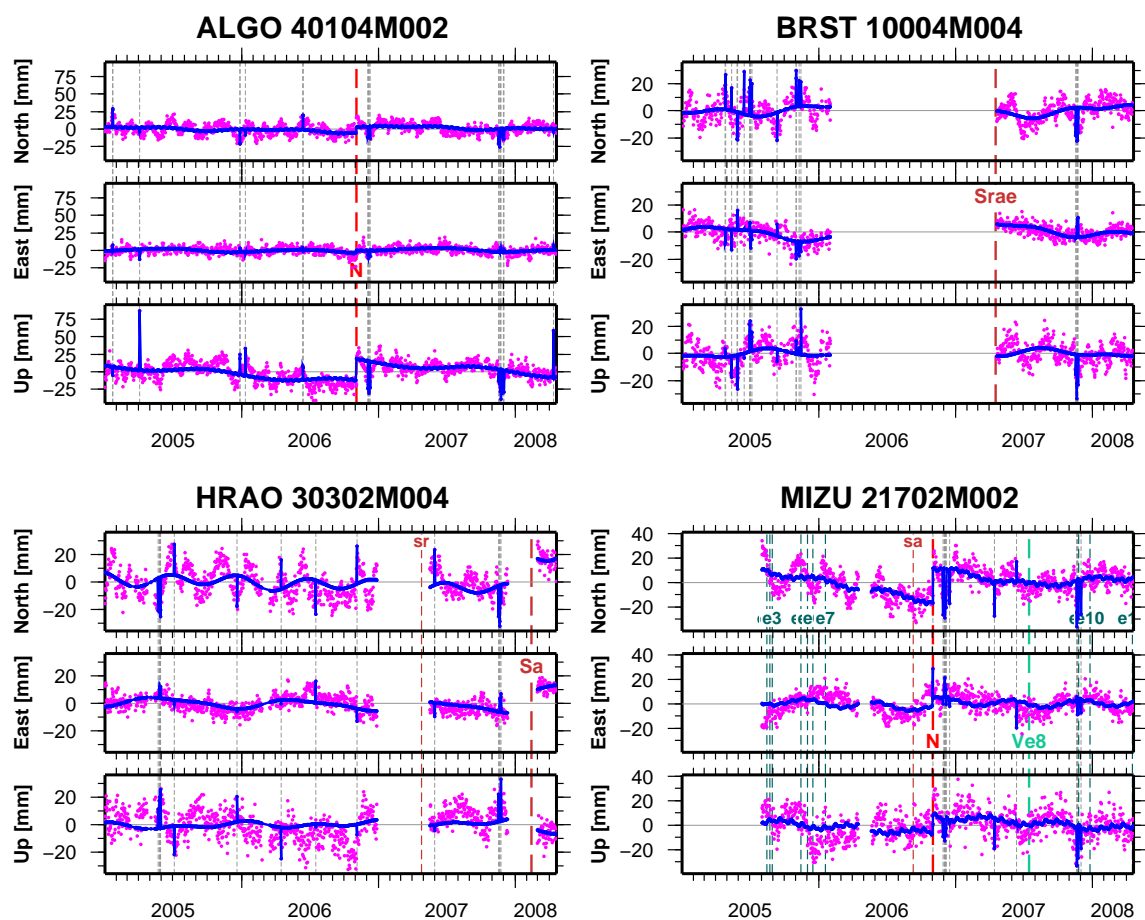 ALGO 40104M002
BRST 10004M004
North [mm]
75
50
25
0
−25
East [mm]
75
50
25
0
−25
N
Up [mm]
75
50
25
0
−25
2005
2006
2007
2008
North [mm]
20
0
−20
East [mm]
20
0
−20
Srae
Up [mm]
20
0
−20
2005
2006
2007
2008
HRAO 30302M004
MIZU 21702M002
North [mm]
20
0
−20
sr
East [mm]
20
0
−20
Sa
Up [mm]
20
0
−20
2005
2006
2007
2008
North [mm]
40
20
0
−20
sa
e3
e7
e10
East [mm]
20
0
−20
N
Ve8
Up [mm]
40
20
0
−20
2005
2006
2007
2008